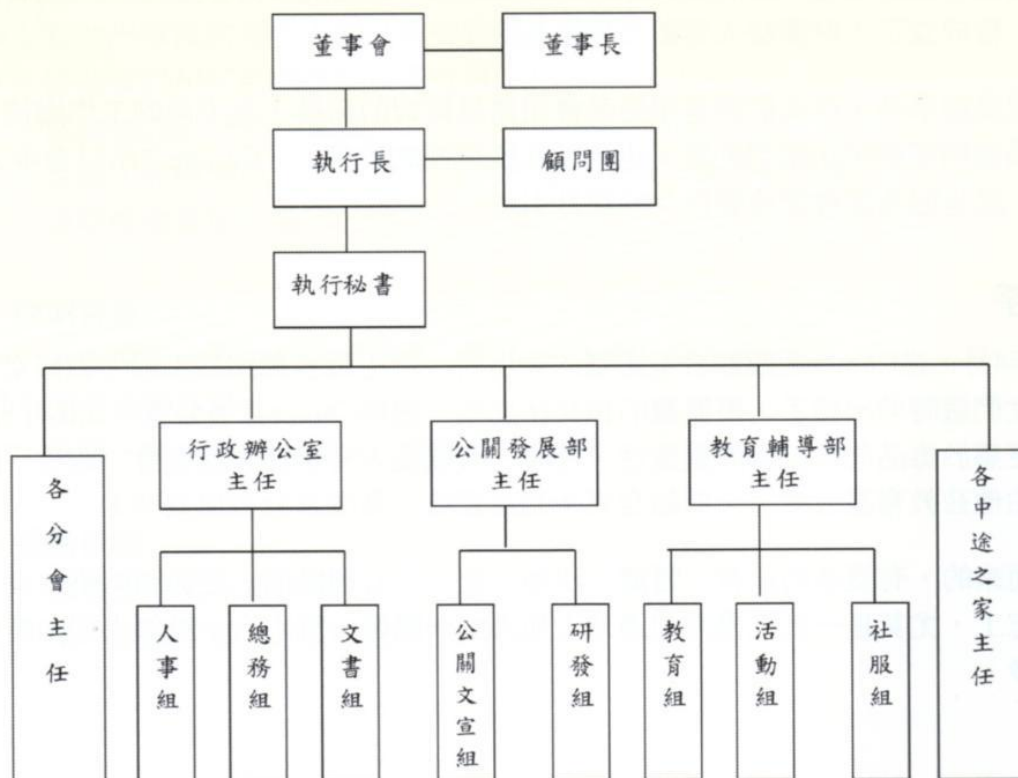 董事會
董事長
執行長
顧問團
執行秘書
各分會主任
行政辦公室
主任
公關發展部
主任
教育輔導部
主任
各中途之家主任
人事組
總務組
文書組
公關文宣組
研發組
教育組
活動組
社服組